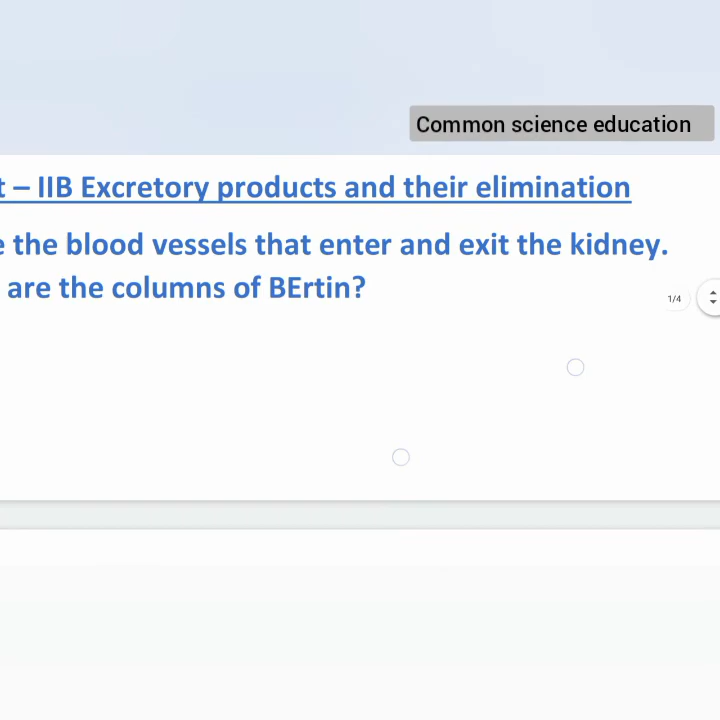 Common science education
t – IIB Excretory products and their elimination
e the blood vessels that enter and exit the kidney.
are the columns of BErtin?
1/4